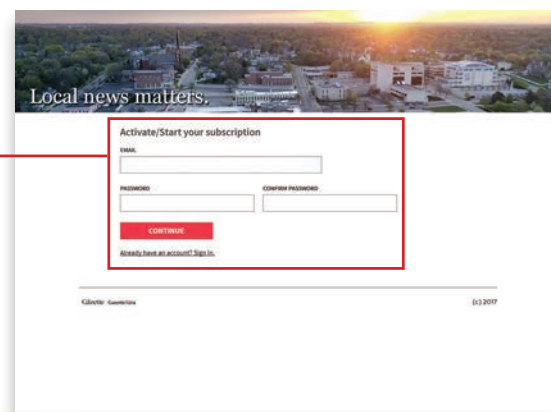 Local news matters.
Activate/Start your subscription
EMAIL
PASSWORD CONFIRM PASSWORD
CONTINUE
Already have an account? Sign in.
Gazette (c) 2017